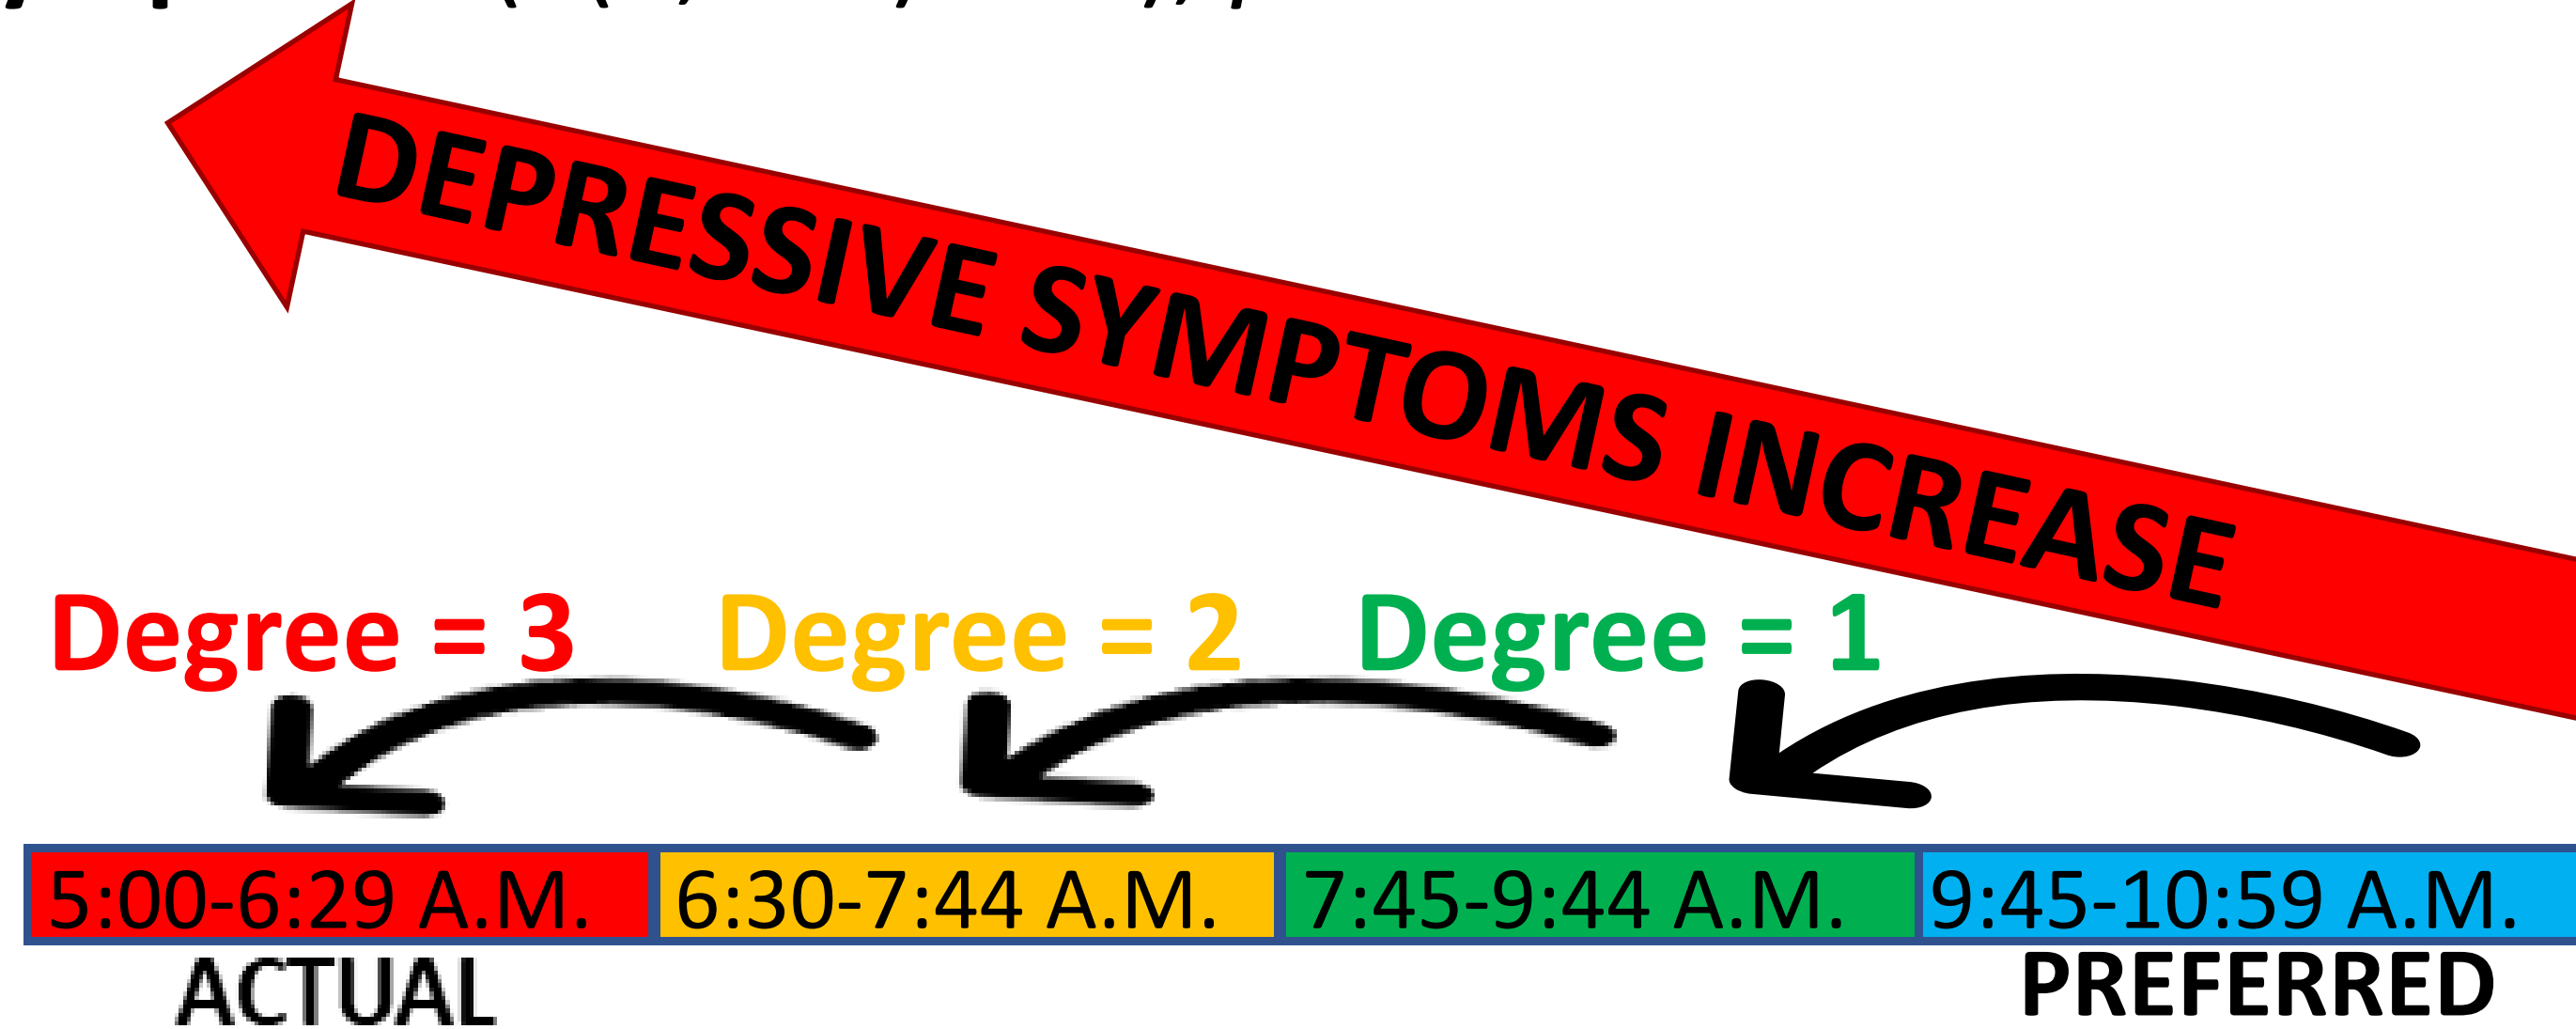 DEPRESSIVE SYMPTOMS INCREASE
Degree = 3 Degree = 2 Degree = 1
5:00-6:29 A.M. 6:30-7:44 A.M. 7:45-9:44 A.M. 9:45-10:59 A.M.
ACTUAL PREFERRED